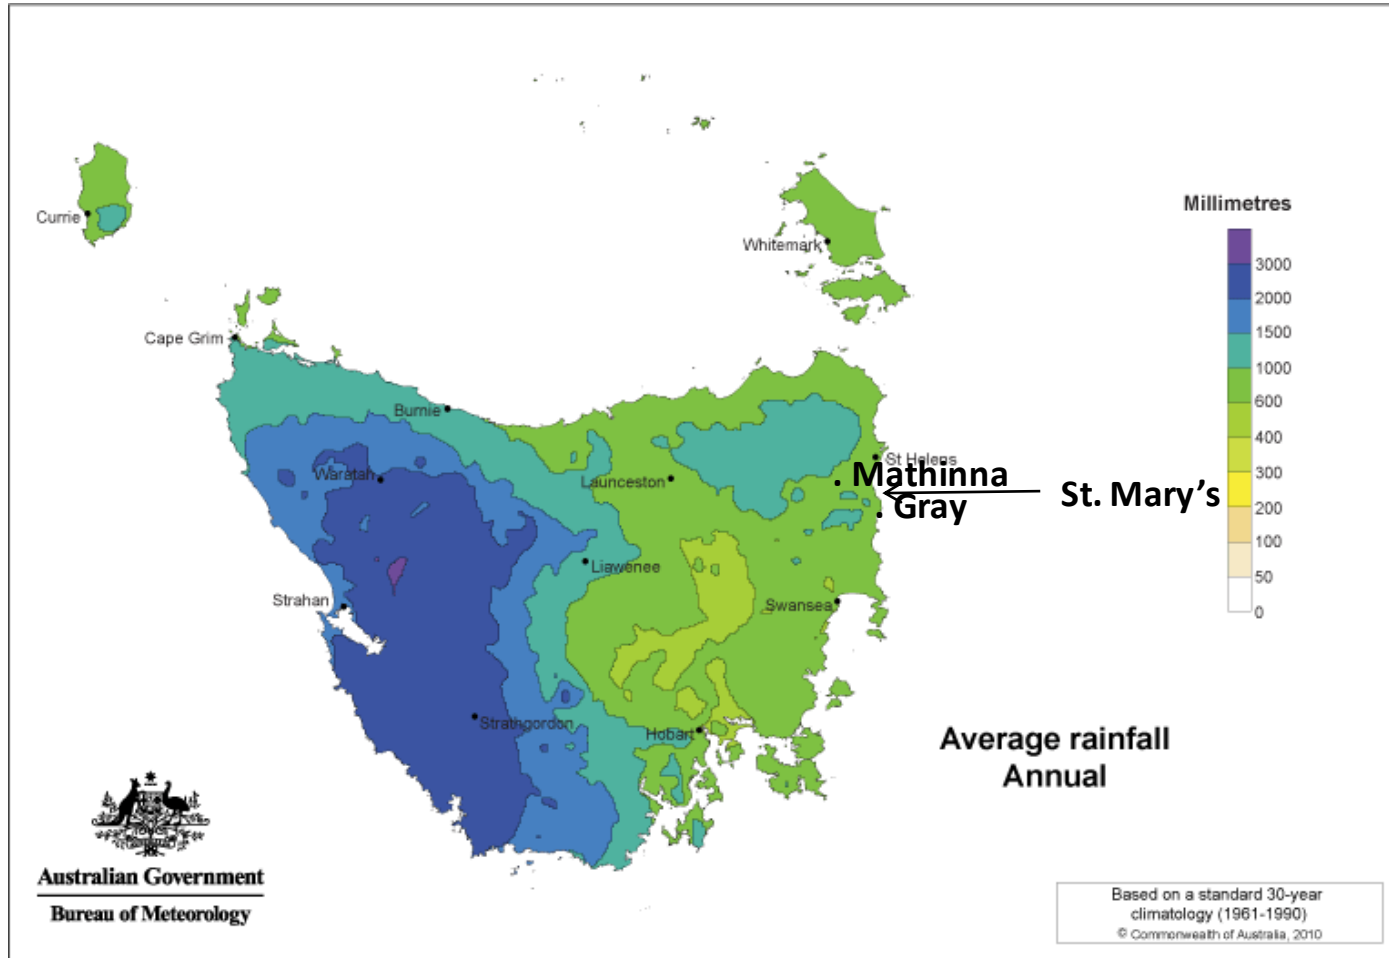 Currie
Whitemark
Millimetres
3000
2000
1500
1000
600
400
300
200
100
50
0
Cape Grim
Burnie
St Helens
Waratah
Launceston
. Mathinna
. Gray
St. Mary’s
Liawenee
Strahan
Swansea
Strathgordon
Hobart
Average rainfall
Annual
Australian Government
Bureau of Meteorology
Based on a standard 30-year
climatology (1961-1990)
© Commonwealth of Australia, 2010